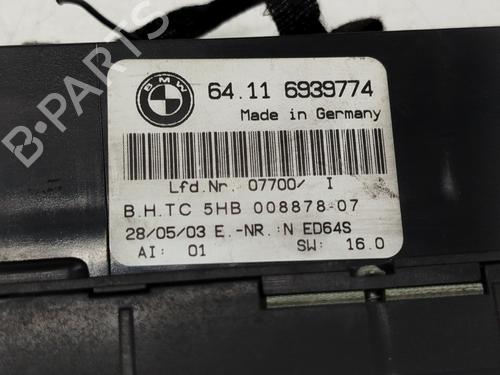 BMW
64.11 6939774
Made in Germany
Lfd.Nr. 07700/ I
B.H.TC 5HB 008878-07
28/05/03 E.-NR.:N ED64S
AI: 01 SW: 16.0
B-Parts